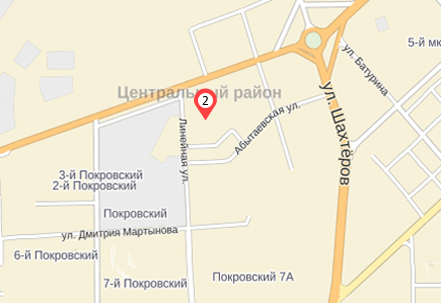 5-й мк
ул. Батурина
Центральный район
2
ул. Шахтёров
Абытаевская ул.
Линейная ул.
3-й Покровский
2-й Покровский
Покровский
ул. Дмитрия Мартынова
6-й Покровский
7-й Покровский
Покровский 7А